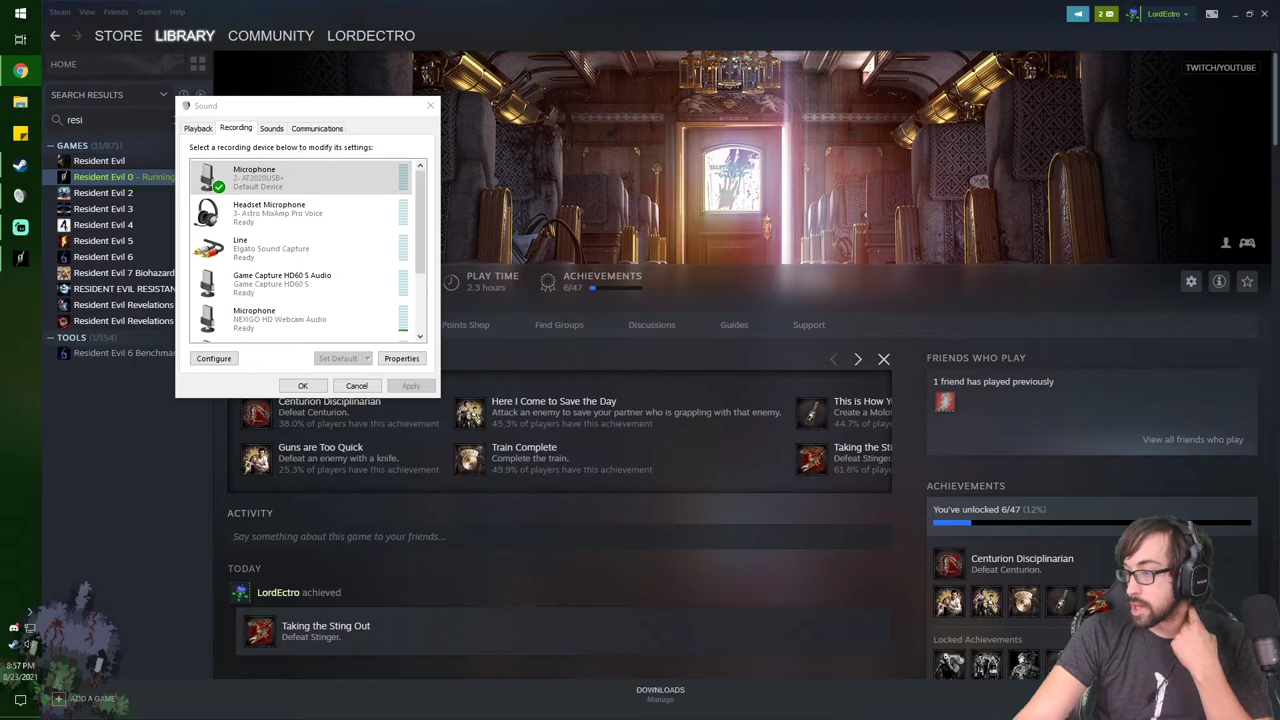 Steam View Friends Games Help
2
LordEctro
STORE LIBRARY COMMUNITY LORDECTRO
HOME
TWITCH/YOUTUBE
SEARCH RESULTS
resi
GAMES (11/871)
Resident Evil
Resident Evil 0 - Running
Resident Evil 2
Resident Evil 3
Resident Evil 4
Resident Evil 5
Resident Evil 6
Resident Evil 7 Biohazard
RESIDENT EVIL RESISTAN
Resident Evil Revelations
Resident Evil Revelations
TOOLS (1/154)
Resident Evil 6 Benchmar
Sound
Playback Recording Sounds Communications
Select a recording device below to modify its settings:
Microphone
2- AT2020USB+
Default Device
Headset Microphone
3- Astro MixAmp Pro Voice
Ready
Line
Elgato Sound Capture
Ready
Game Capture HD60 S Audio
Game Capture HD60 S
Ready
Microphone
NEXIGO HD Webcam Audio
Ready
Configure Set Default Properties
OK Cancel Apply
PLAY TIME
2.3 hours
ACHIEVEMENTS
6/47
Points Shop Find Groups Discussions Guides Support
Centurion Disciplinarian
Defeat Centurion.
38.0% of players have this achievement
Here I Come to Save the Day
Attack an enemy to save your partner who is grappling with that enemy.
45.3% of players have this achievement
This is How Y
Create a Molot
44.7% of playe
Guns are Too Quick
Defeat an enemy with a knife.
25.3% of players have this achievement
Train Complete
Complete the train.
49.9% of players have this achievement
Taking the Sti
Defeat Stinger.
61.8% of playe
ACTIVITY
Say something about this game to your friends...
TODAY
LordEctro achieved
Taking the Sting Out
Defeat Stinger.
FRIENDS WHO PLAY
1 friend has played previously
View all friends who play
ACHIEVEMENTS
You've unlocked 6/47 (12%)
Centurion Disciplinarian
Defeat Centurion.
Locked Achievements
8:57 PM
8/23/2021
ADD A GAME
DOWNLOADS
Manage